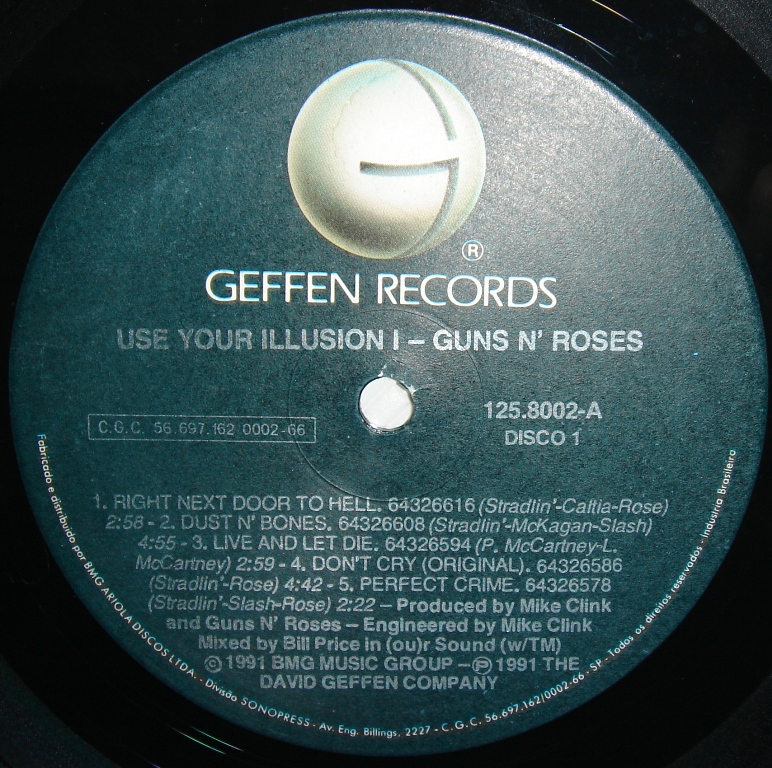 ®
GEFFEN RECORDS
USE YOUR ILLUSION I – GUNS N' ROSES
125.8002-A
C.G.C. 56.697.162 0002-66
DISCO 1
1. RIGHT NEXT DOOR TO HELL. 64326616 (Stradlin'-Caltia-Rose)
2:58 - 2. DUST N' BONES. 64326608 (Stradlin'-McKagan-Slash)
4:55 - 3. LIVE AND LET DIE. 64326594 (P. McCartney-L.
McCartney) 2:59 - 4. DON'T CRY (ORIGINAL). 64326586
(Stradlin'-Rose) 4:42 - 5. PERFECT CRIME. 64326578
(Stradlin'-Slash-Rose) 2:22 – Produced by Mike Clink
and Guns N' Roses – Engineered by Mike Clink
Mixed by Bill Price in (ou)r Sound (w/TM)
© 1991 BMG MUSIC GROUP – ℗ 1991 THE
DAVID GEFFEN COMPANY
Fabricado e distribuido por BMG ARIOLA DISCOS LTDA. - Divisão SONOPRESS - Av. Eng. Billings, 2227 - C.G.C. 56.697.162/0002-66 - SP - Todos os direitos reservados - Industria Brasileira